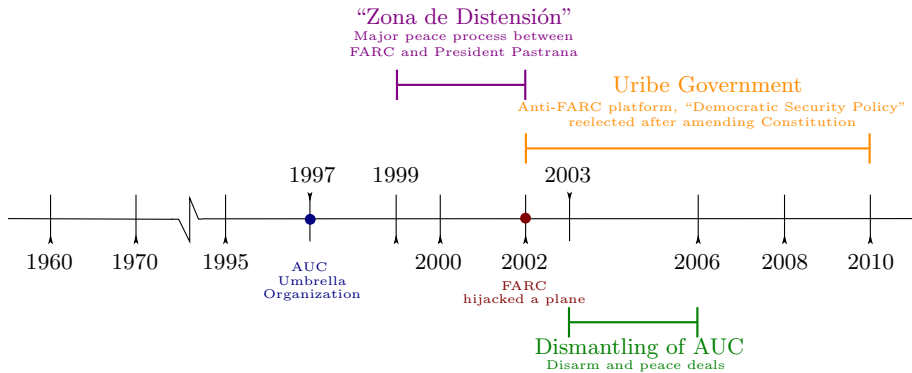 “Zona de Distensión”
Major peace process between
FARC and President Pastrana
Uribe Government
Anti-FARC platform, “Democratic Security Policy”
reelected after amending Constitution
1997
1999
2003
1960
1970
1995
2000
2002
2006
2008
2010
AUC
Umbrella
Organization
FARC
hijacked a plane
Dismantling of AUC
Disarm and peace deals